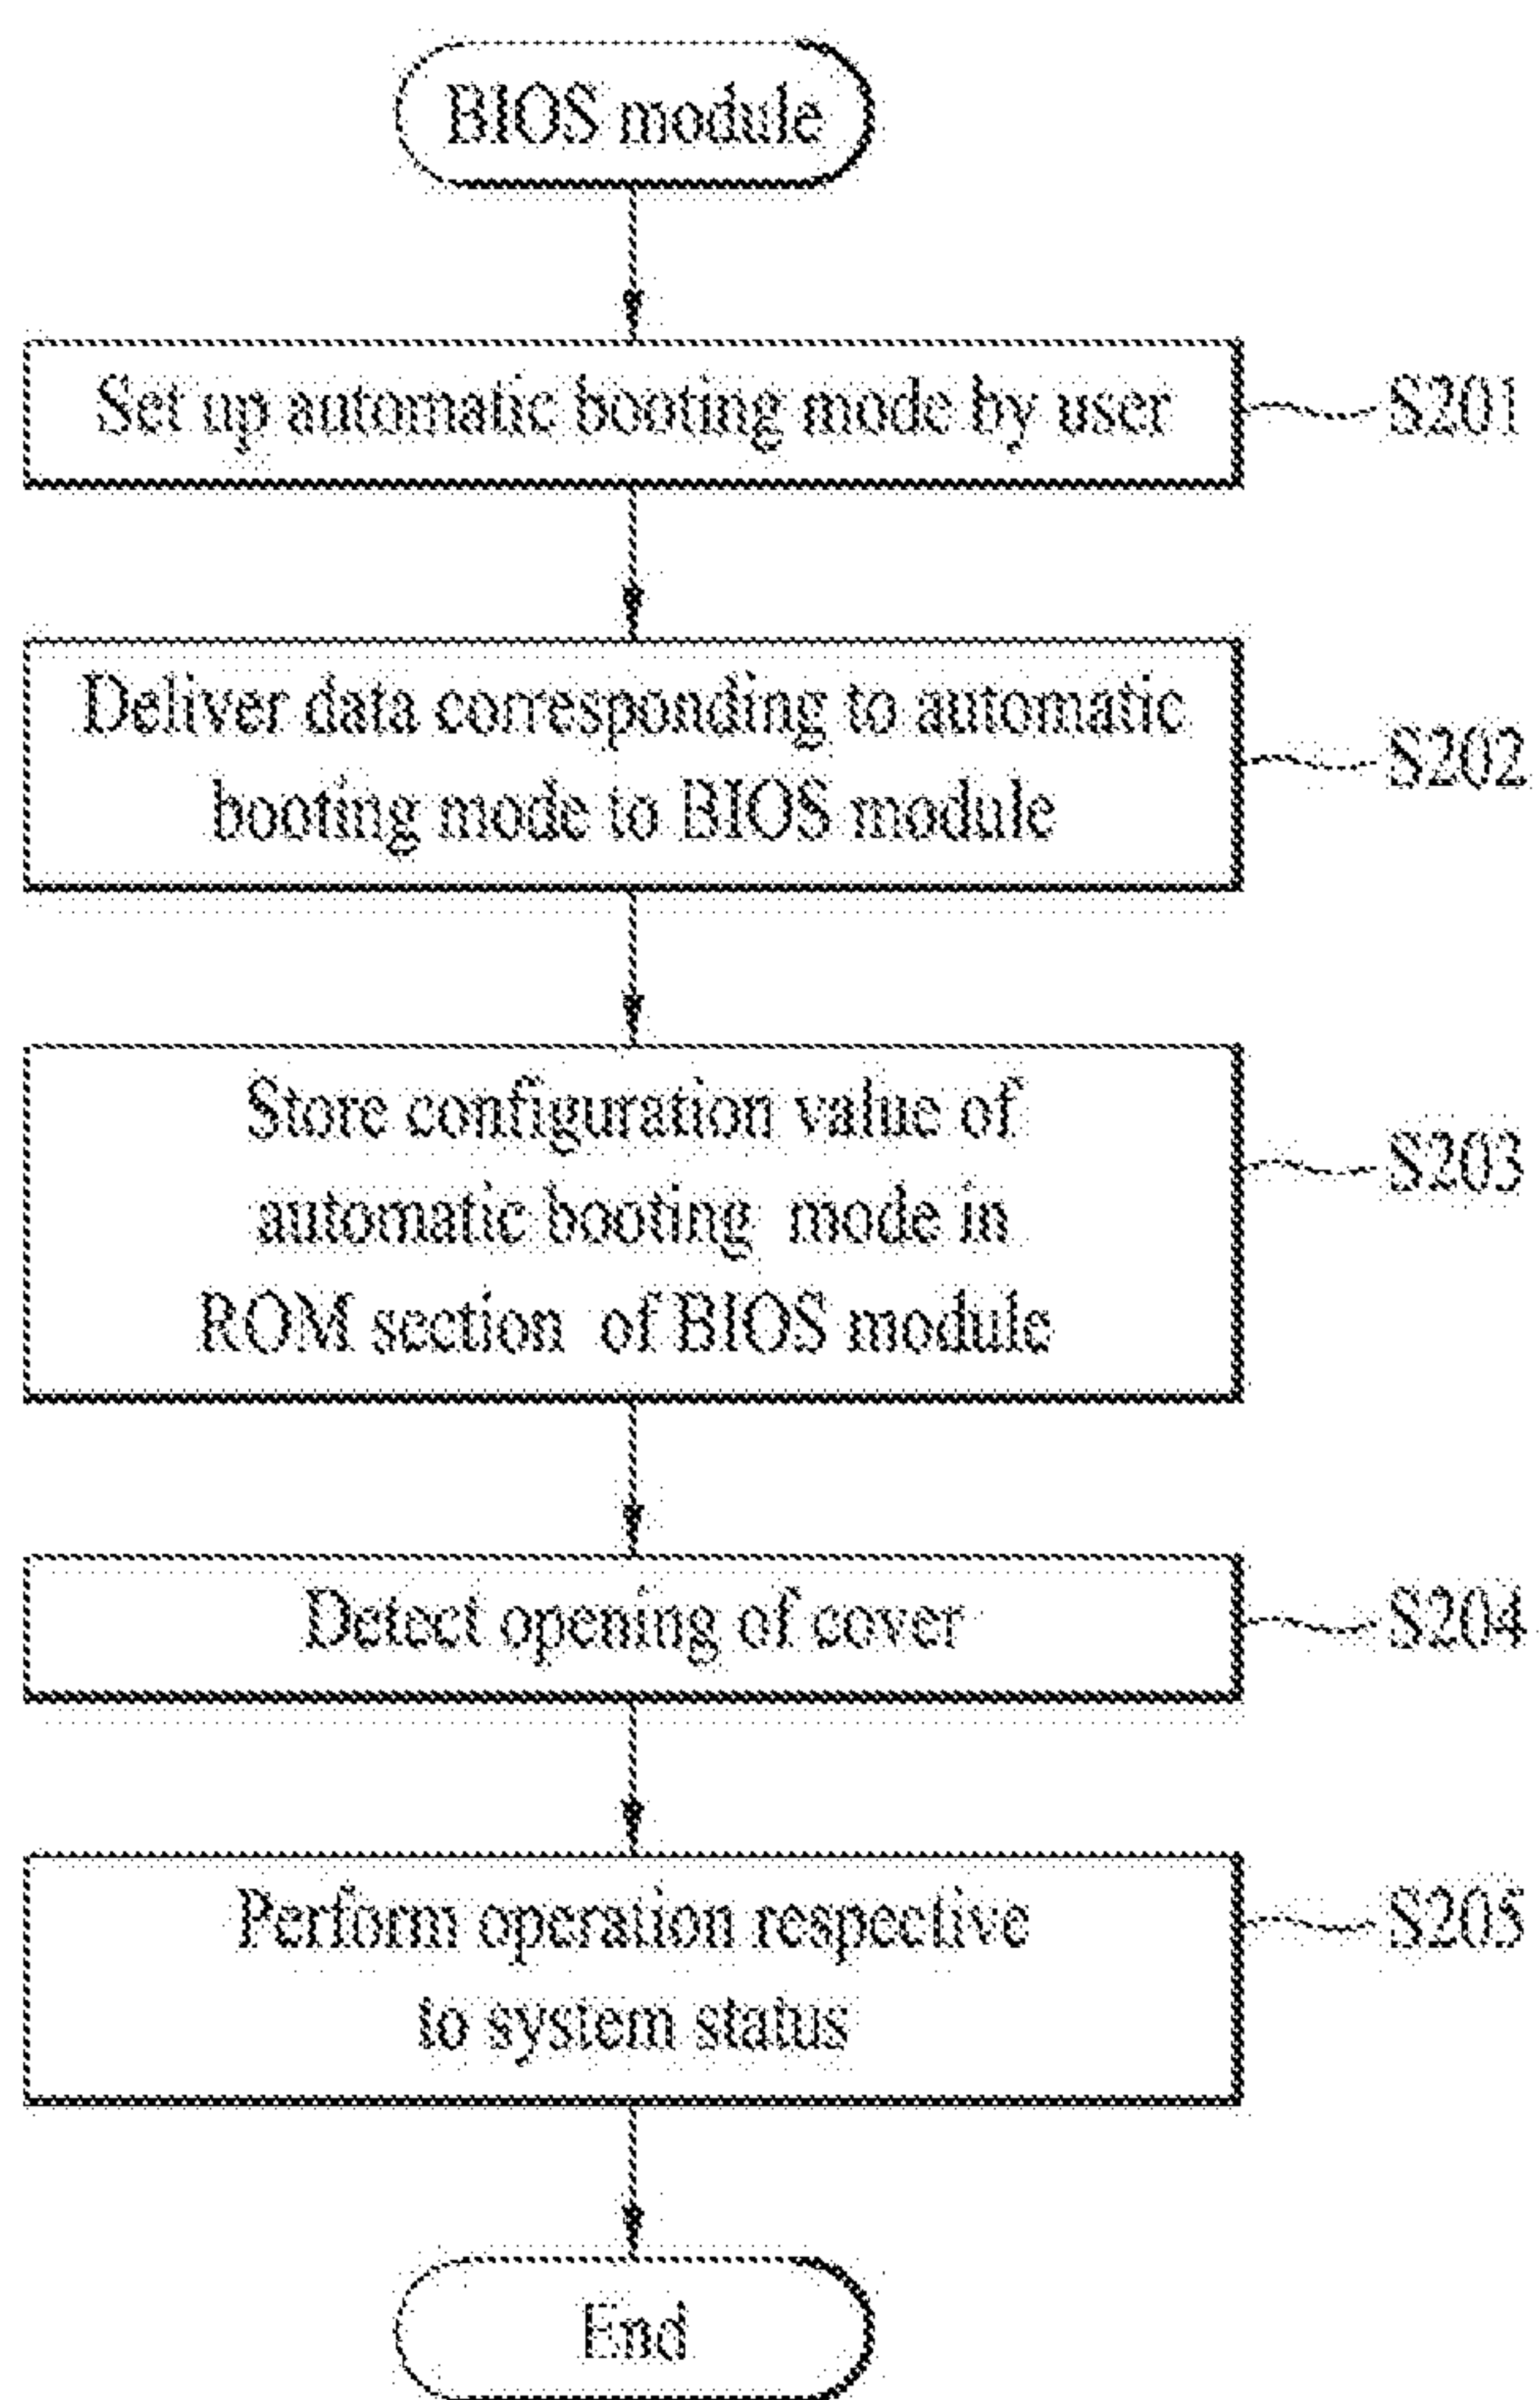 BIOS module
Set up automatic booting mode by user
S201
Deliver data corresponding to automatic
booting mode to BIOS module
S202
Store configuration value of
automatic booting mode in
ROM section of BIOS module
S203
Detect opening of cover
S204
Perform operation respective
to system status
S205
End